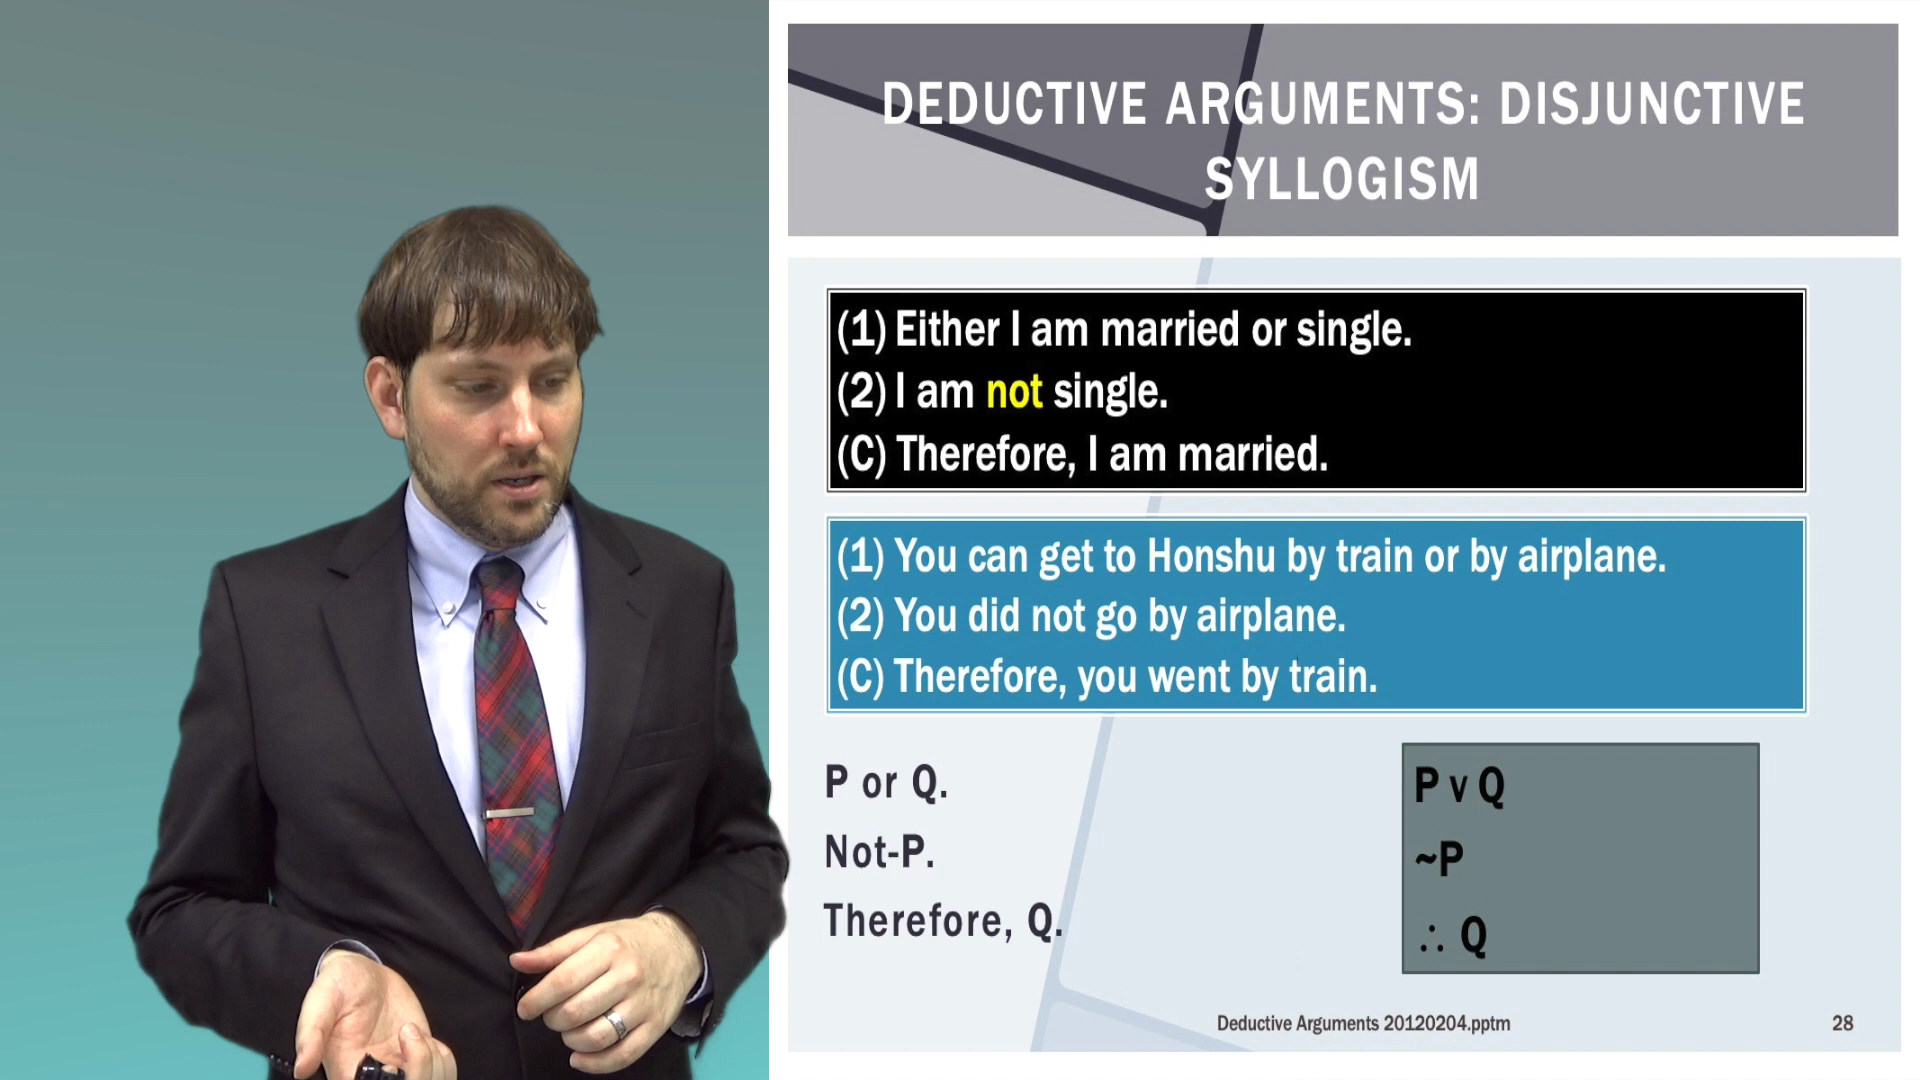 DEDUCTIVE ARGUMENTS: DISJUNCTIVE
SYLLOGISM
(1) Either I am married or single.
(2) I am not single.
(C) Therefore, I am married.
(1) You can get to Honshu by train or by airplane.
(2) You did not go by airplane.
(C) Therefore, you went by train.
P or Q.
Not-P.
Therefore, Q.
P v Q
~P
∴ Q
Deductive Arguments 20120204.pptm
28